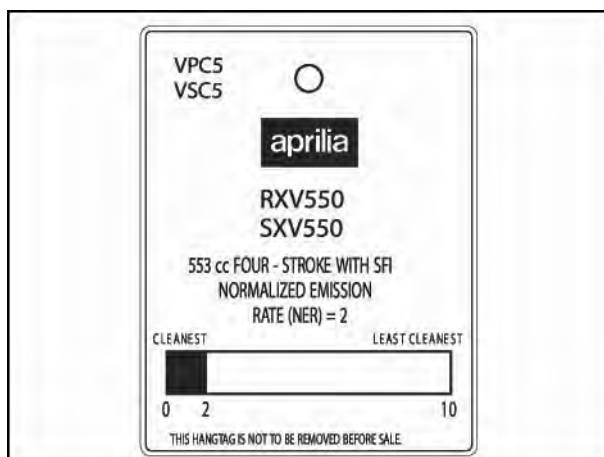 VPC5
VSC5
aprilia
RXV550
SXV550
553 cc FOUR - STROKE WITH SFI
NORMALIZED EMISSION
RATE (NER) = 2
CLEANEST LEAST CLEANEST
0 2 10
THIS HANGTAG IS NOT TO BE REMOVED BEFORE SALE.